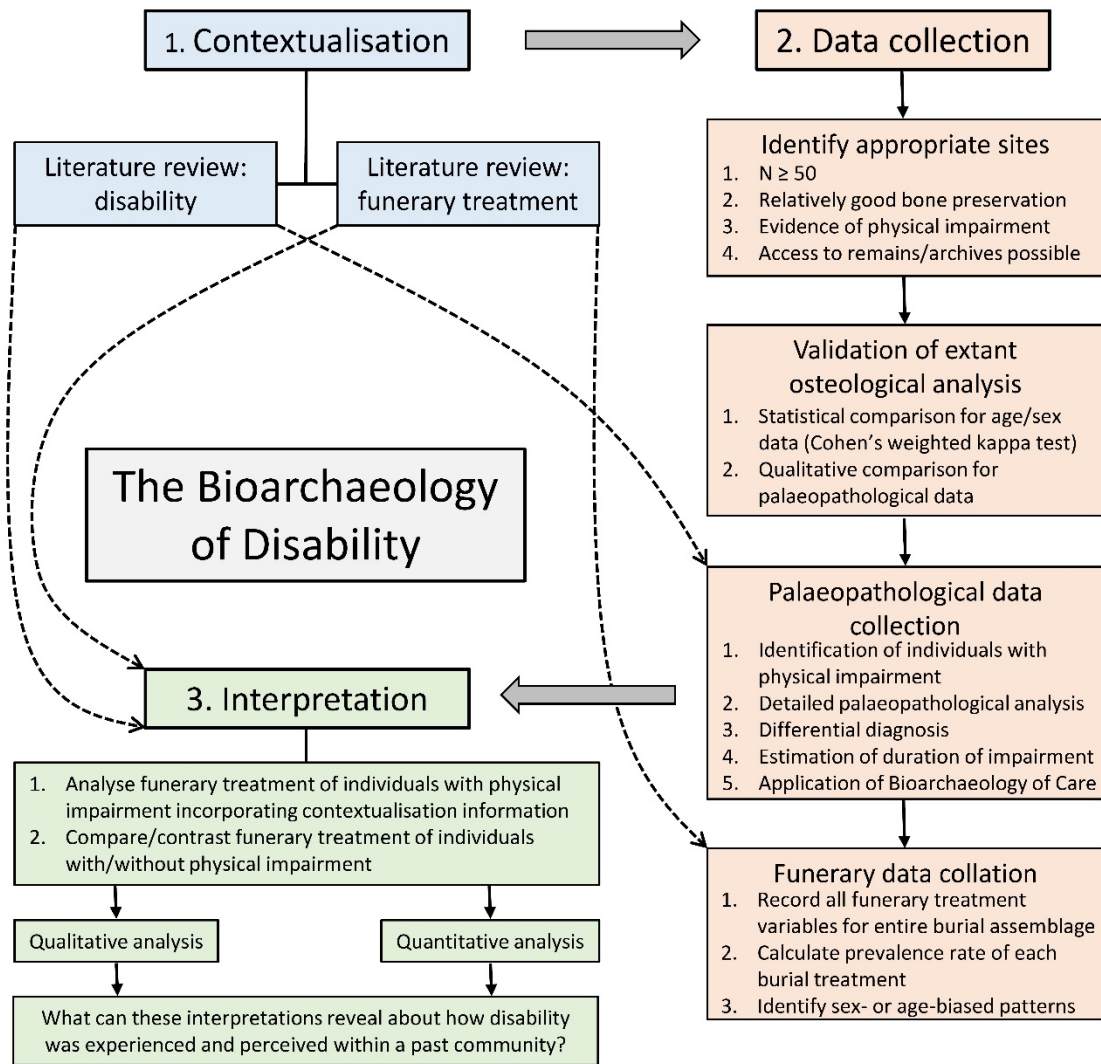 1. Contextualisation
Literature review:
disability
Literature review:
funerary treatment
2. Data collection
Identify appropriate sites
1. N ≥ 50
2. Relatively good bone preservation
3. Evidence of physical impairment
4. Access to remains/archives possible
Validation of extant
osteological analysis
1. Statistical comparison for age/sex
data (Cohen's weighted kappa test)
2. Qualitative comparison for
palaeopathological data
Palaeopathological data
collection
1. Identification of individuals with
physical impairment
2. Detailed palaeopathological analysis
3. Differential diagnosis
4. Estimation of duration of impairment
5. Application of Bioarchaeology of Care
Funerary data collation
1. Record all funerary treatment
variables for entire burial assemblage
2. Calculate prevalence rate of each
burial treatment
3. Identify sex- or age-biased patterns
The Bioarchaeology
of Disability
3. Interpretation
1. Analyse funerary treatment of individuals with physical
impairment incorporating contextualisation information
2. Compare/contrast funerary treatment of individuals
with/without physical impairment
Qualitative analysis
Quantitative analysis
What can these interpretations reveal about how disability
was experienced and perceived within a past community?